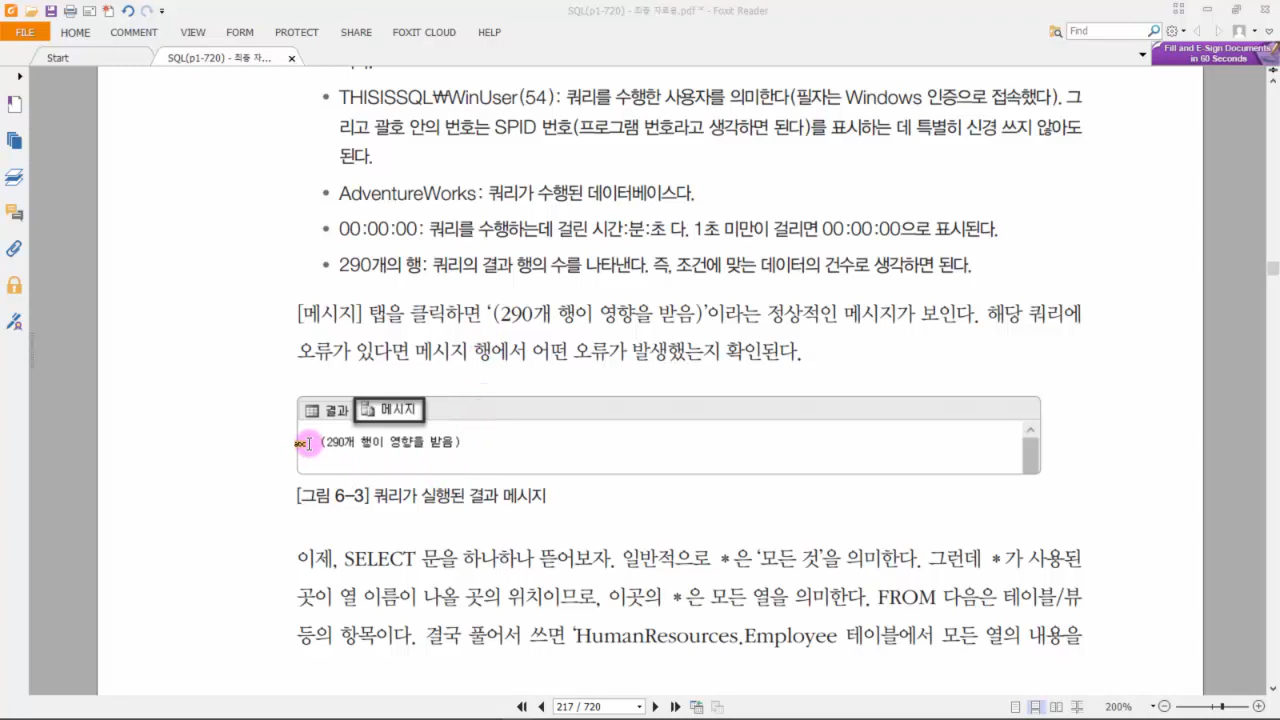 SQL(p1-720) - 최종 자료용.pdf * - Foxit Reader
FILE HOME COMMENT VIEW FORM PROTECT SHARE FOXIT CLOUD HELP Find
Start SQL(p1-720) - 최종 자... Fill and E-Sign Documents in 60 Seconds
• THISISSQL₩WinUser(54): 쿼리를 수행한 사용자를 의미한다(필자는 Windows 인증으로 접속했다). 그
리고 괄호 안의 번호는 SPID 번호(프로그램 번호라고 생각하면 된다)를 표시하는 데 특별히 신경 쓰지 않아도
된다.
• AdventureWorks: 쿼리가 수행된 데이터베이스다.
• 00:00:00: 쿼리를 수행하는데 걸린 시간:분:초 다. 1초 미만이 걸리면 00:00:00으로 표시된다.
• 290개의 행: 쿼리의 결과 행의 수를 나타낸다. 즉, 조건에 맞는 데이터의 건수로 생각하면 된다.
[메시지] 탭을 클릭하면 ‘(290개 행이 영향을 받음)’이라는 정상적인 메시지가 보인다. 해당 쿼리에
오류가 있다면 메시지 행에서 어떤 오류가 발생했는지 확인된다.
결과 메시지
(290개 행이 영향을 받음)
[그림 6-3] 쿼리가 실행된 결과 메시지
이제, SELECT 문을 하나하나 뜯어보자. 일반적으로 *은 ‘모든 것’을 의미한다. 그런데 *가 사용된
곳이 열 이름이 나올 곳의 위치이므로, 이곳의 *은 모든 열을 의미한다. FROM 다음은 테이블/뷰
등의 항목이다. 결국 풀어서 쓰면 ‘HumanResources.Employee 테이블에서 모든 열의 내용을
217 / 720 200%